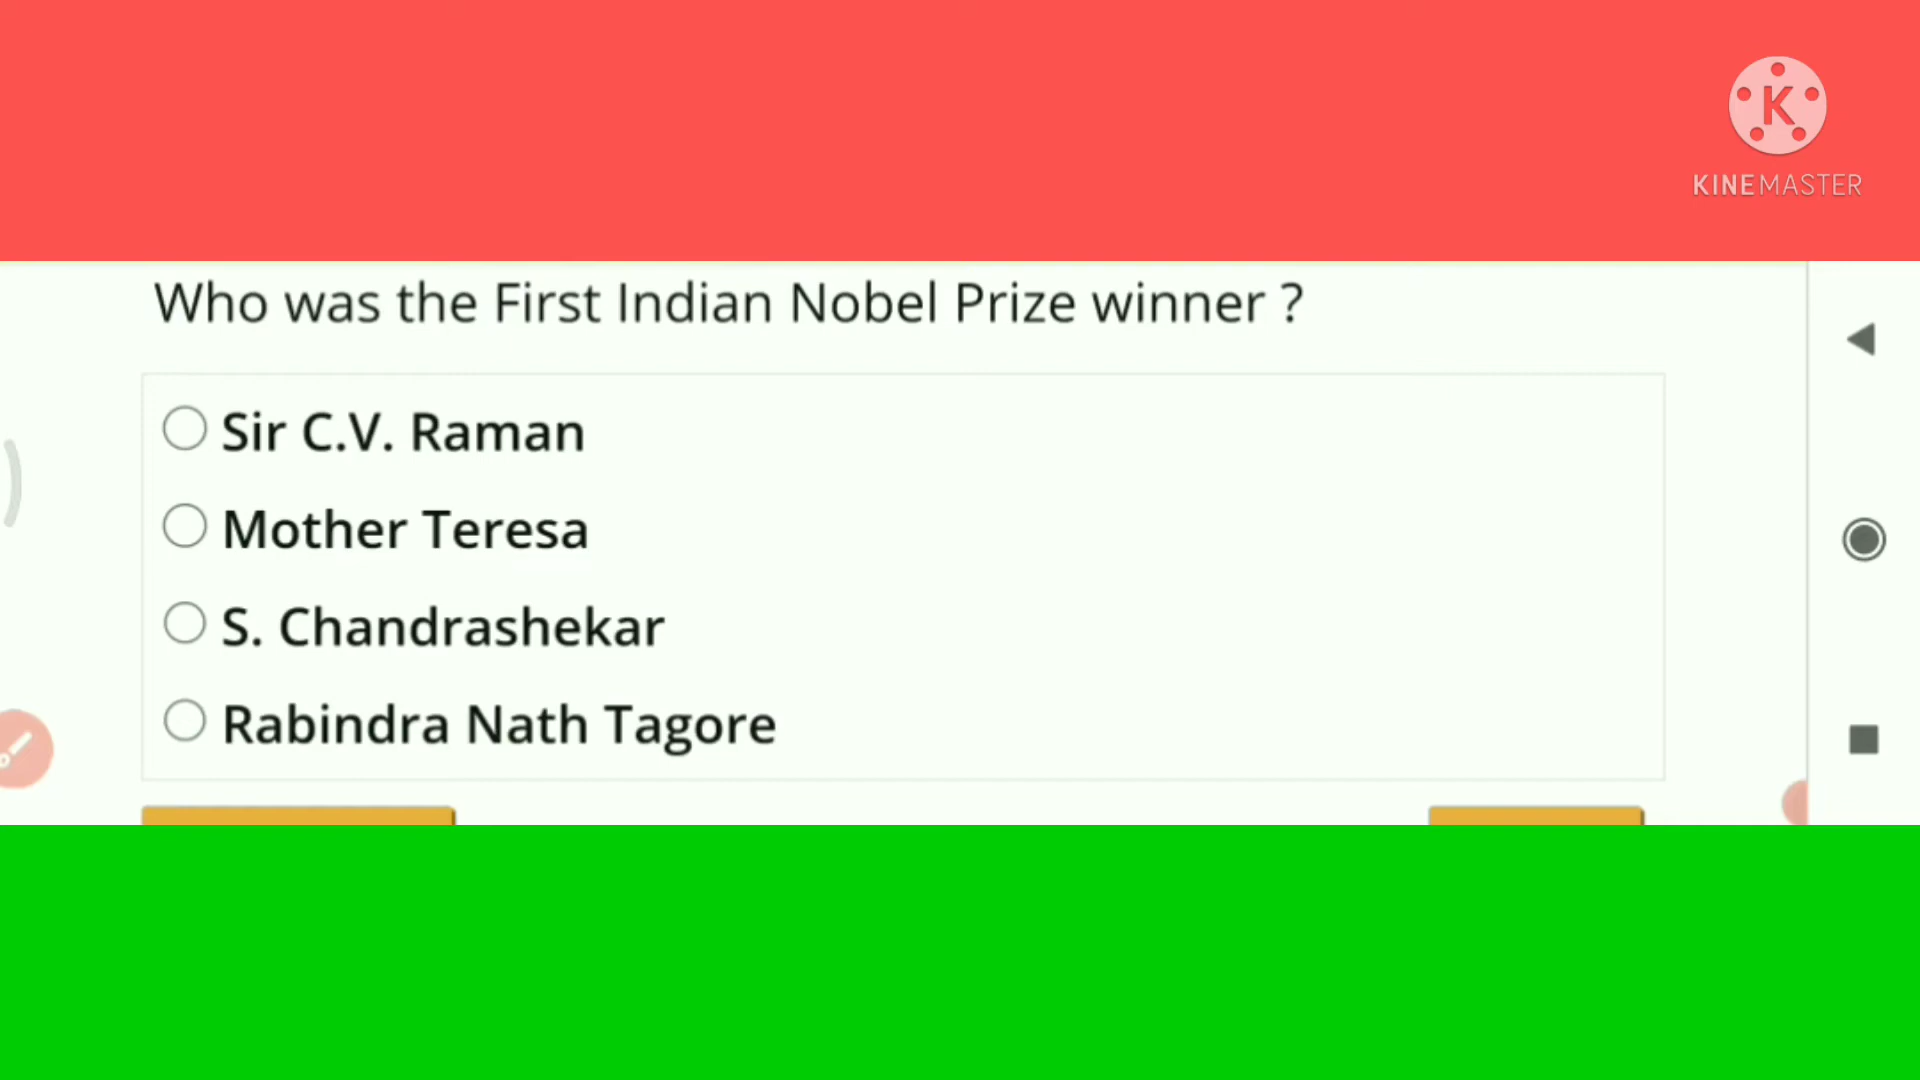 K
KINEMASTER
Who was the First Indian Nobel Prize winner ?
Sir C.V. Raman
Mother Teresa
S. Chandrashekar
Rabindra Nath Tagore